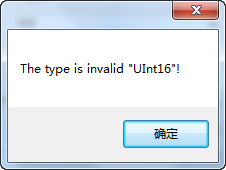 The type is invalid "UInt16"!
确定